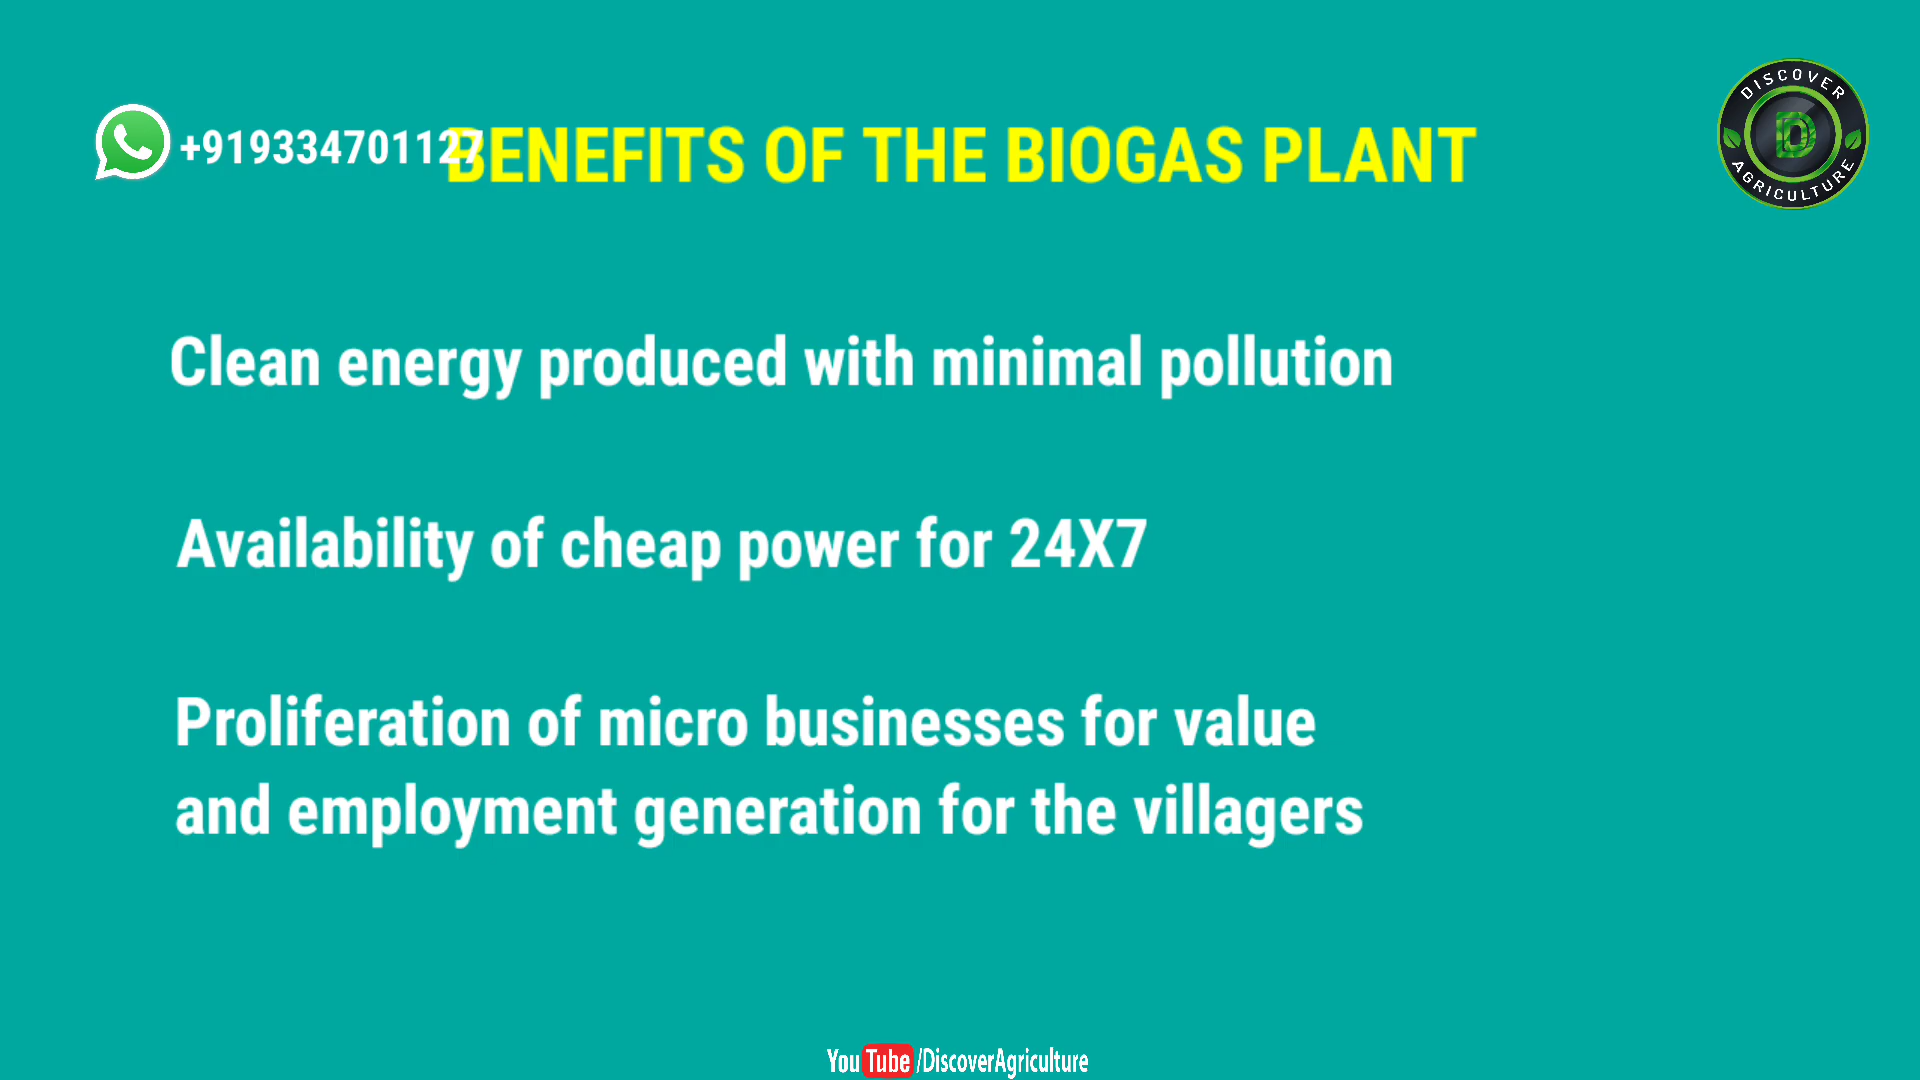 +919334701127
BENEFITS OF THE BIOGAS PLANT
DISCOVER
D
AGRICULTURE
Clean energy produced with minimal pollution
Availability of cheap power for 24X7
Proliferation of micro businesses for value
and employment generation for the villagers
YouTube/DiscoverAgriculture